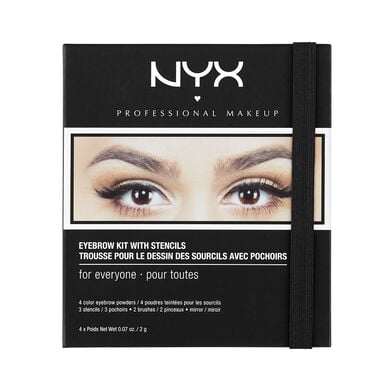 NYX
PROFESSIONAL MAKEUP
EYEBROW KIT WITH STENCILS
TROUSSE POUR LE DESSIN DES SOURCILS AVEC POCHOIRS
for everyone · pour toutes
4 color eyebrow powders / 4 poudres teintées pour les sourcils
3 stencils / 3 pochoirs • 2 brushes / 2 pinceaux • mirror / miroir
4 x Poids Net Wt 0.07 oz. / 2 g